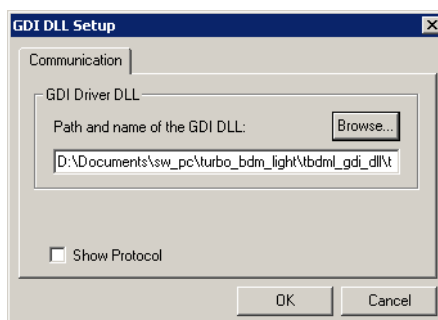 GDI DLL Setup
Communication
GDI Driver DLL
Path and name of the GDI DLL:
Browse...
D:\Documents\sw_pc\turbo_bdm_light\tbdml_gdi_dll\t
Show Protocol
OK
Cancel